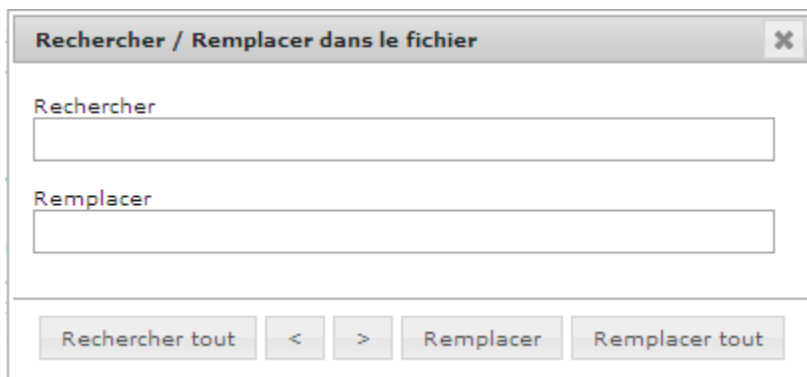 Rechercher / Remplacer dans le fichier
Rechercher
Remplacer
Rechercher tout < > Remplacer Remplacer tout